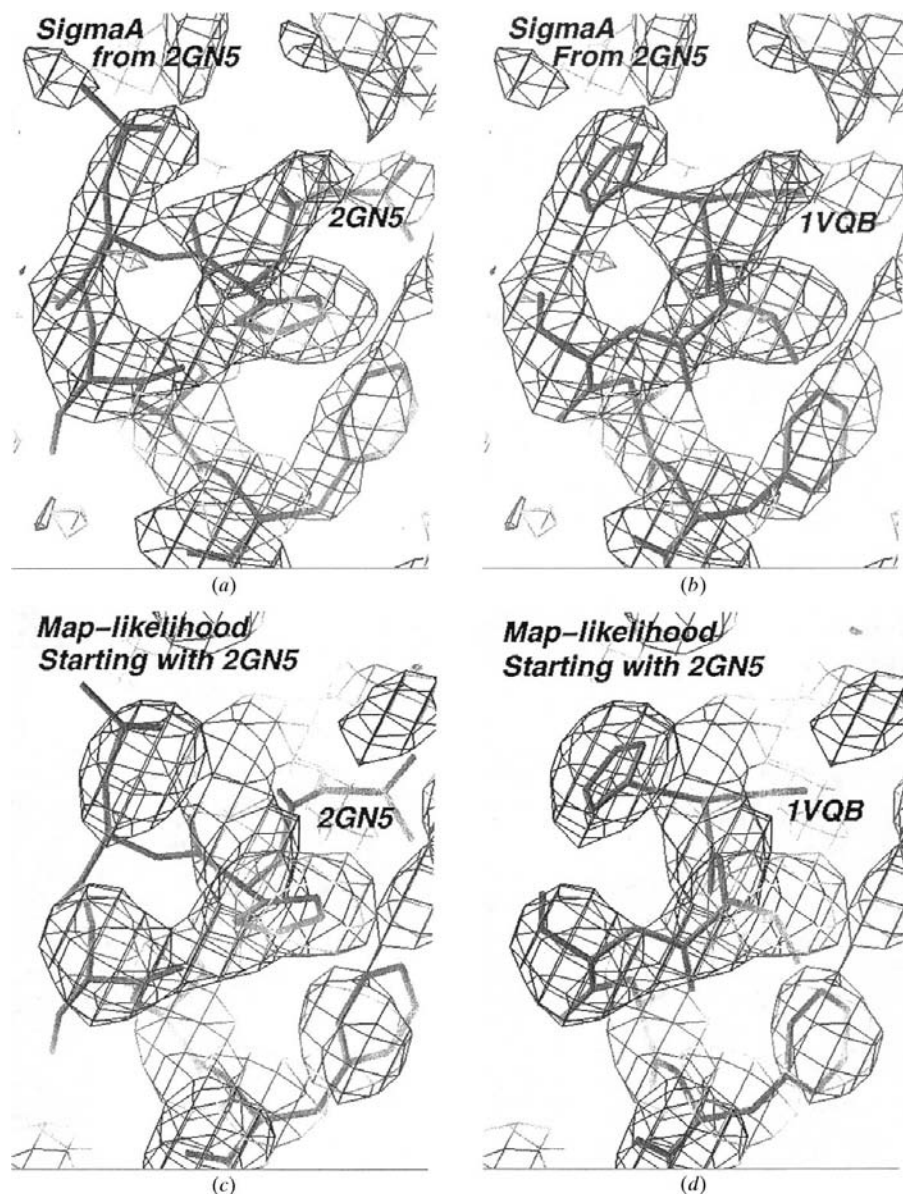 SigmaA
from 2GN5
2GN5
(a)
SigmaA
From 2GN5
1VQB
(b)
Map-likelihood
Starting with 2GN5
2GN5
(c)
Map-likelihood
Starting with 2GN5
1VQB
(d)